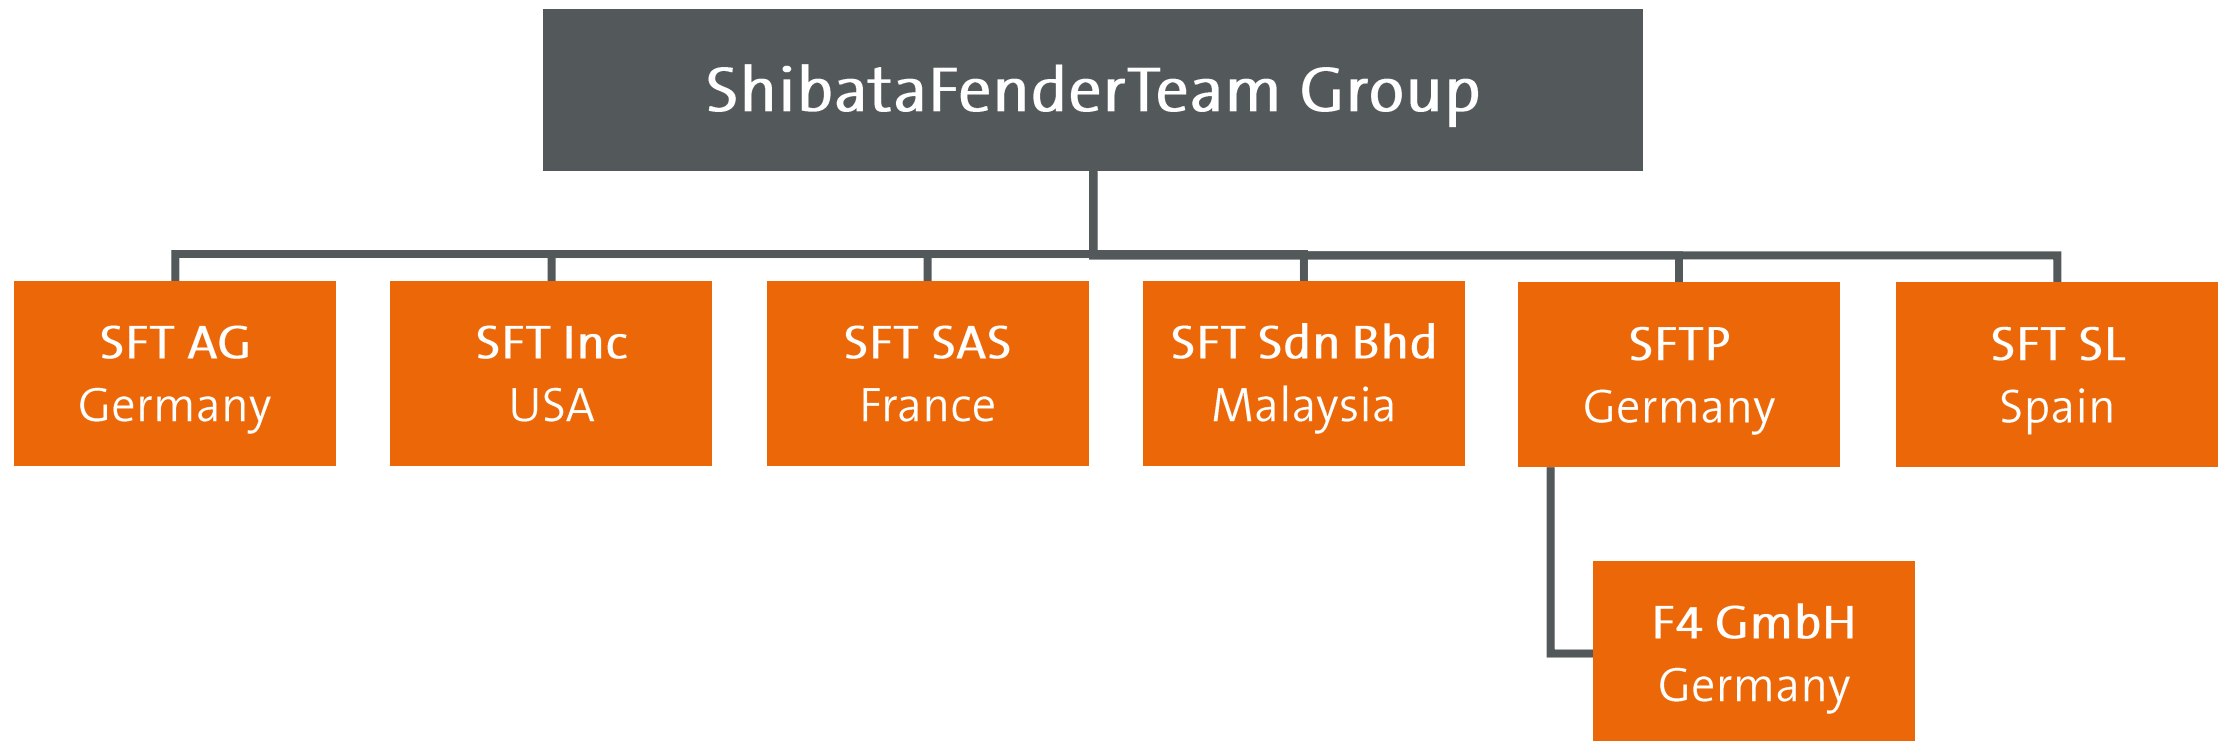 ShibataFenderTeam Group
SFT AG
Germany
SFT Inc
USA
SFT SAS
France
SFT Sdn Bhd
Malaysia
SFTP
Germany
SFT SL
Spain
F4 GmbH
Germany